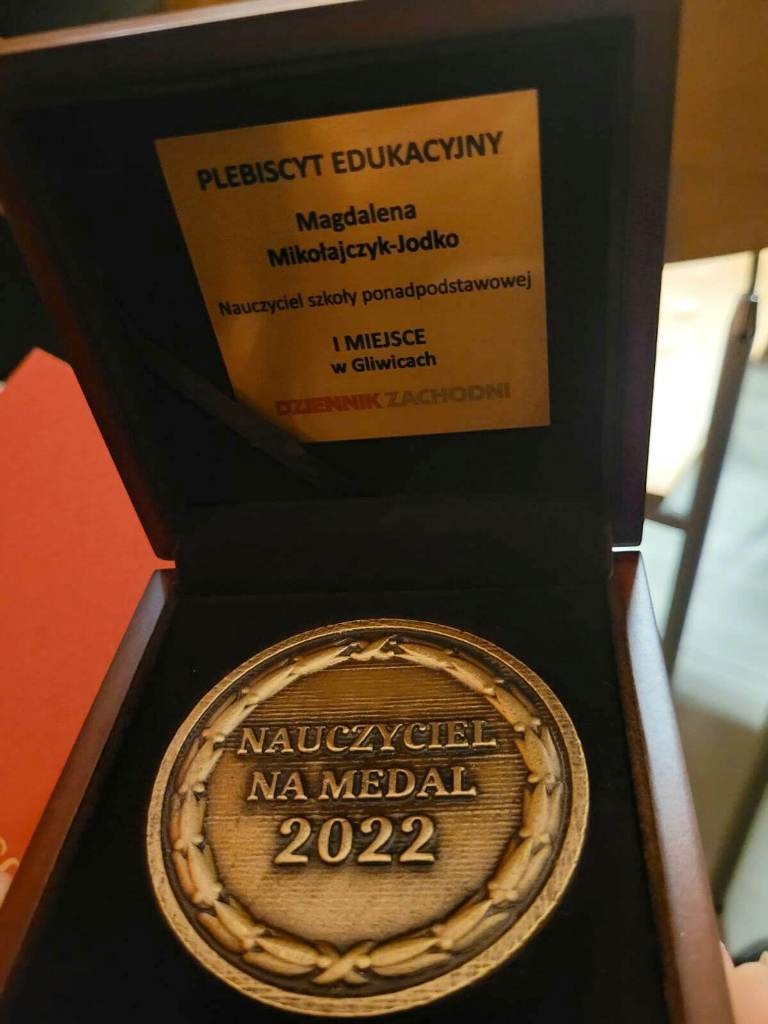 PLEBISCYT EDUKACYJNY
Magdalena
Mikołajczyk-Jodko
Nauczyciel szkoły ponadpodstawowej
I MIEJSCE
w Gliwicach
DZIENNIK ZACHODNI
NAUCZYCIEL
NA MEDAL
2022